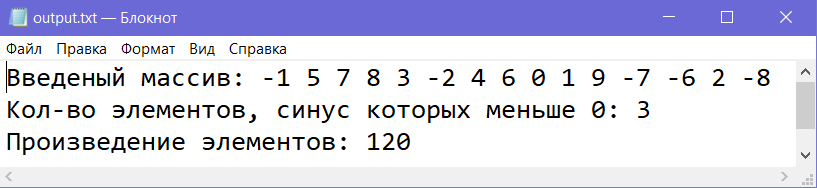 output.txt — Блокнот
Файл Правка Формат Вид Справка
Введеный массив: -1 5 7 8 3 -2 4 6 0 1 9 -7 -6 2 -8
Кол-во элементов, синус которых меньше 0: 3
Произведение элементов: 120